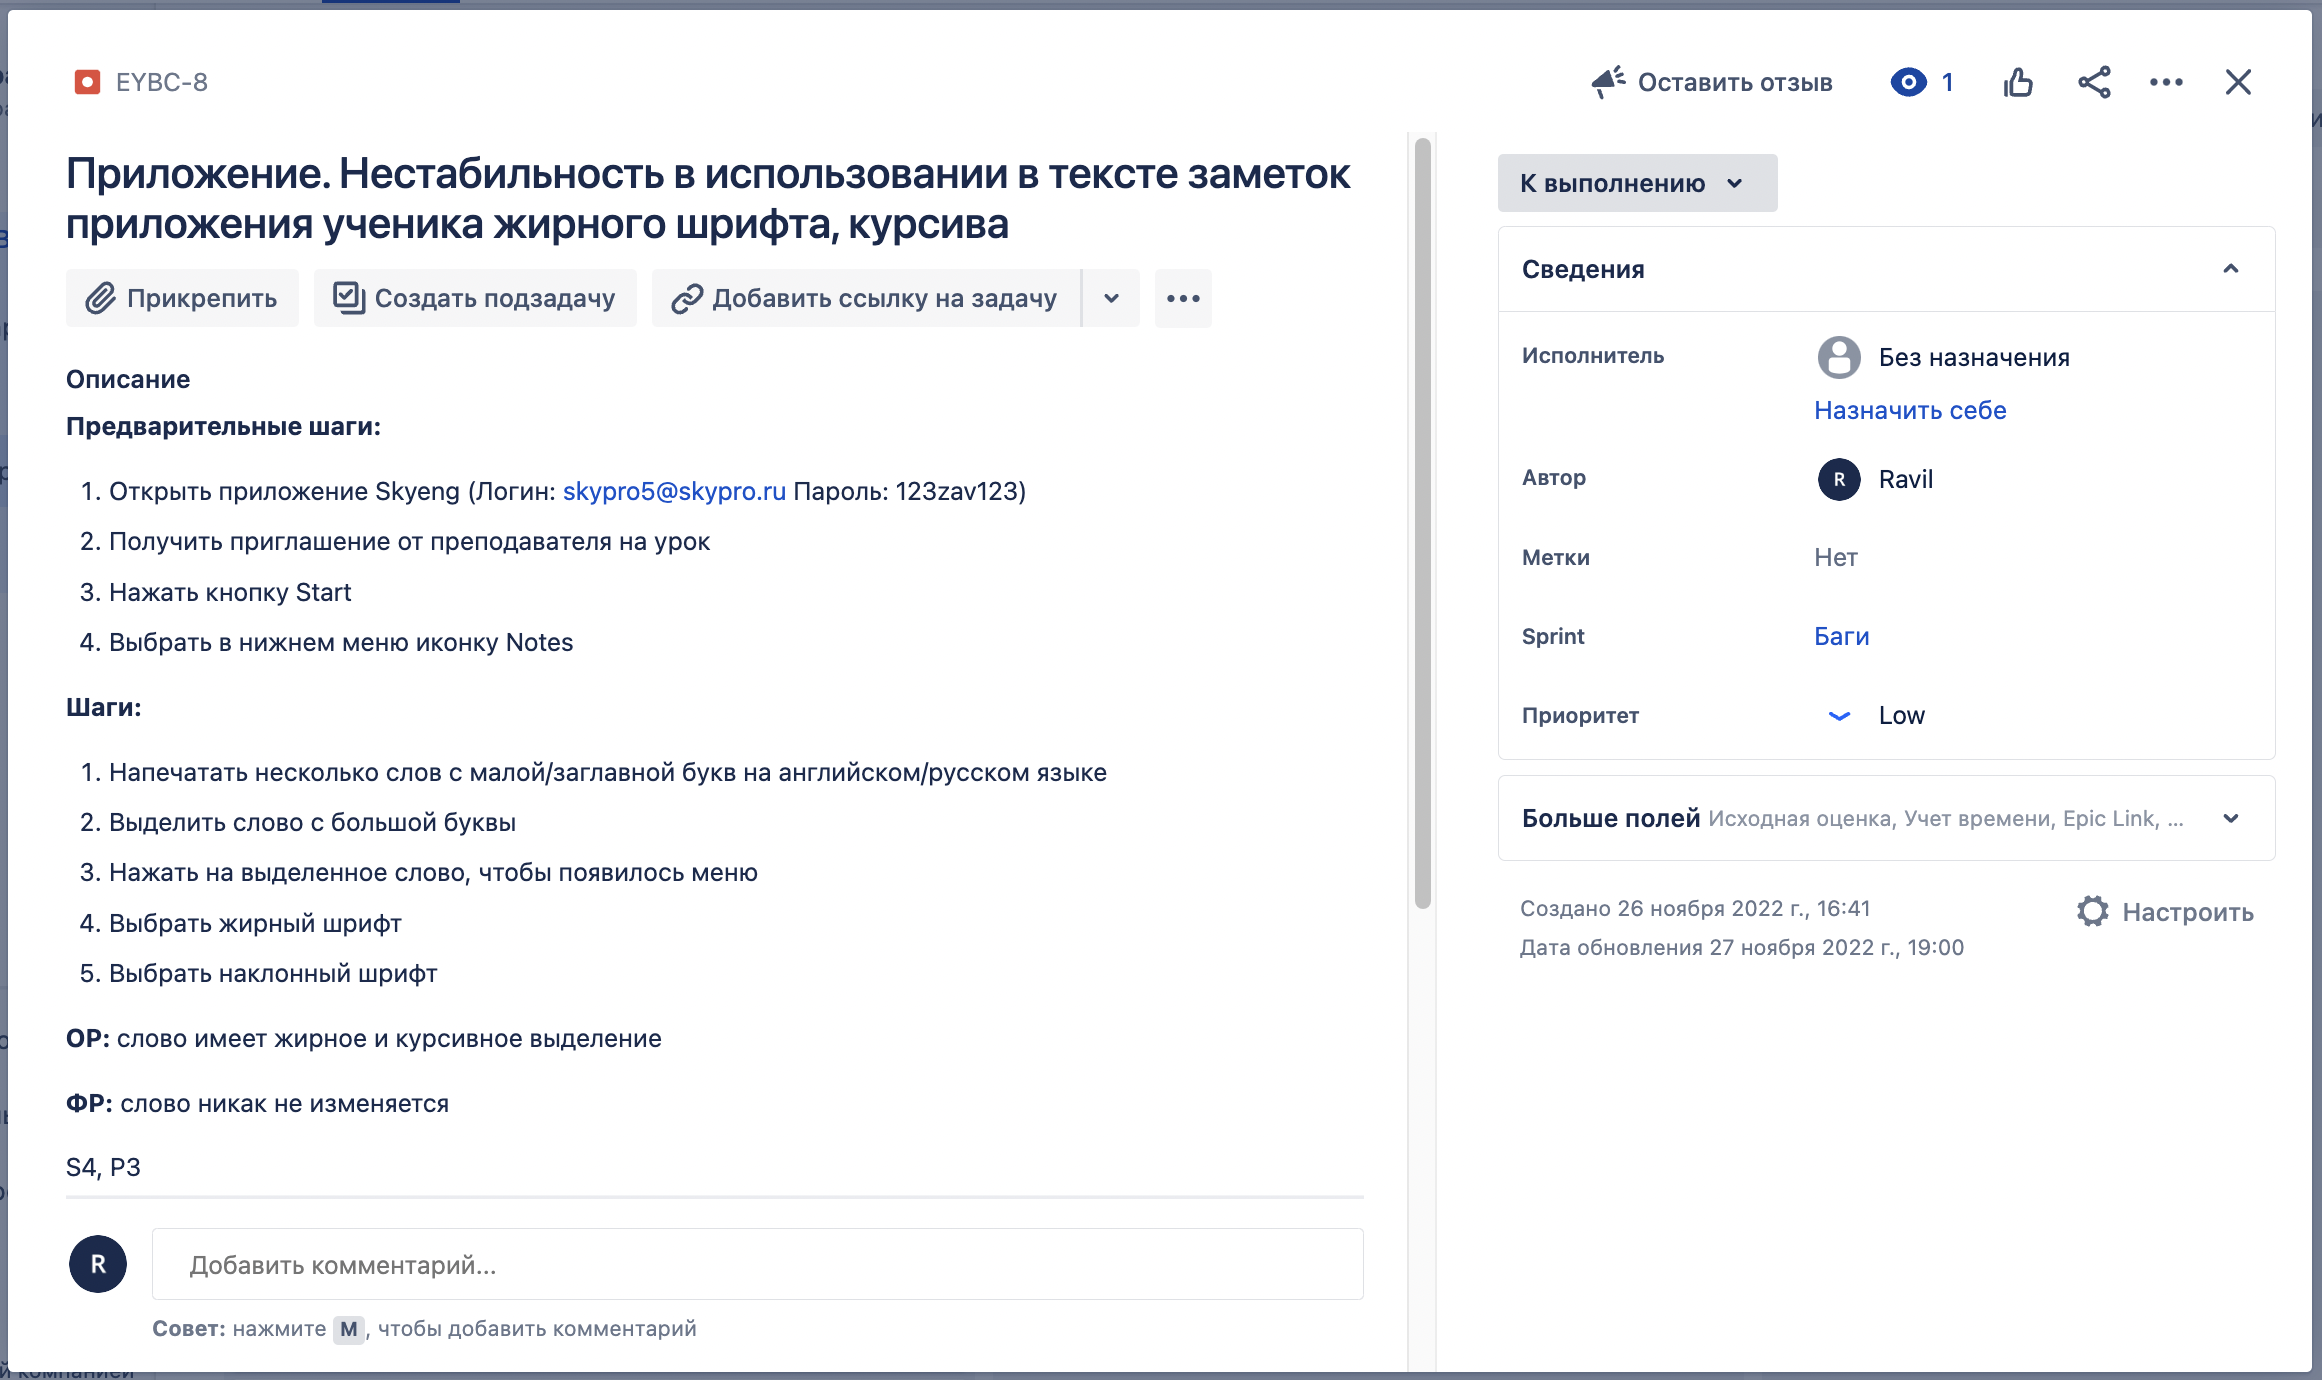 EYBC-8
Оставить отзыв
1
Приложение. Нестабильность в использовании в тексте заметок
приложения ученика жирного шрифта, курсива
Прикрепить
Создать подзадачу
Добавить ссылку на задачу
Описание
Предварительные шаги:
1. Открыть приложение Skyeng (Логин: skypro5@skypro.ru Пароль: 123zav123)
2. Получить приглашение от преподавателя на урок
3. Нажать кнопку Start
4. Выбрать в нижнем меню иконку Notes
Шаги:
1. Напечатать несколько слов с малой/заглавной букв на английском/русском языке
2. Выделить слово с большой буквы
3. Нажать на выделенное слово, чтобы появилось меню
4. Выбрать жирный шрифт
5. Выбрать наклонный шрифт
ОР: слово имеет жирное и курсивное выделение
ФР: слово никак не изменяется
S4, P3
R
Добавить комментарий...
Совет: нажмите M, чтобы добавить комментарий
К выполнению
Сведения
Исполнитель
Без назначения
Назначить себе
Автор
R Ravil
Метки
Нет
Sprint
Баги
Приоритет
Low
Больше полей Исходная оценка, Учет времени, Epic Link, ...
Создано 26 ноября 2022 г., 16:41
Дата обновления 27 ноября 2022 г., 19:00
Настроить